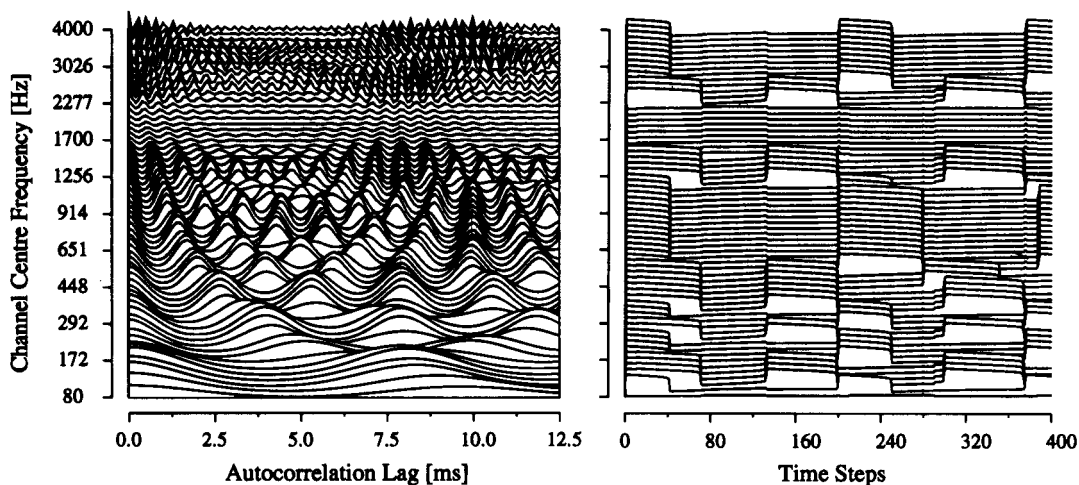 4000
3026
2277
1700
1256
914
651
448
292
172
80
Channel Centre Frequency [Hz]
0.0 2.5 5.0 7.5 10.0 12.5
Autocorrelation Lag [ms]
0 80 160 240 320 400
Time Steps